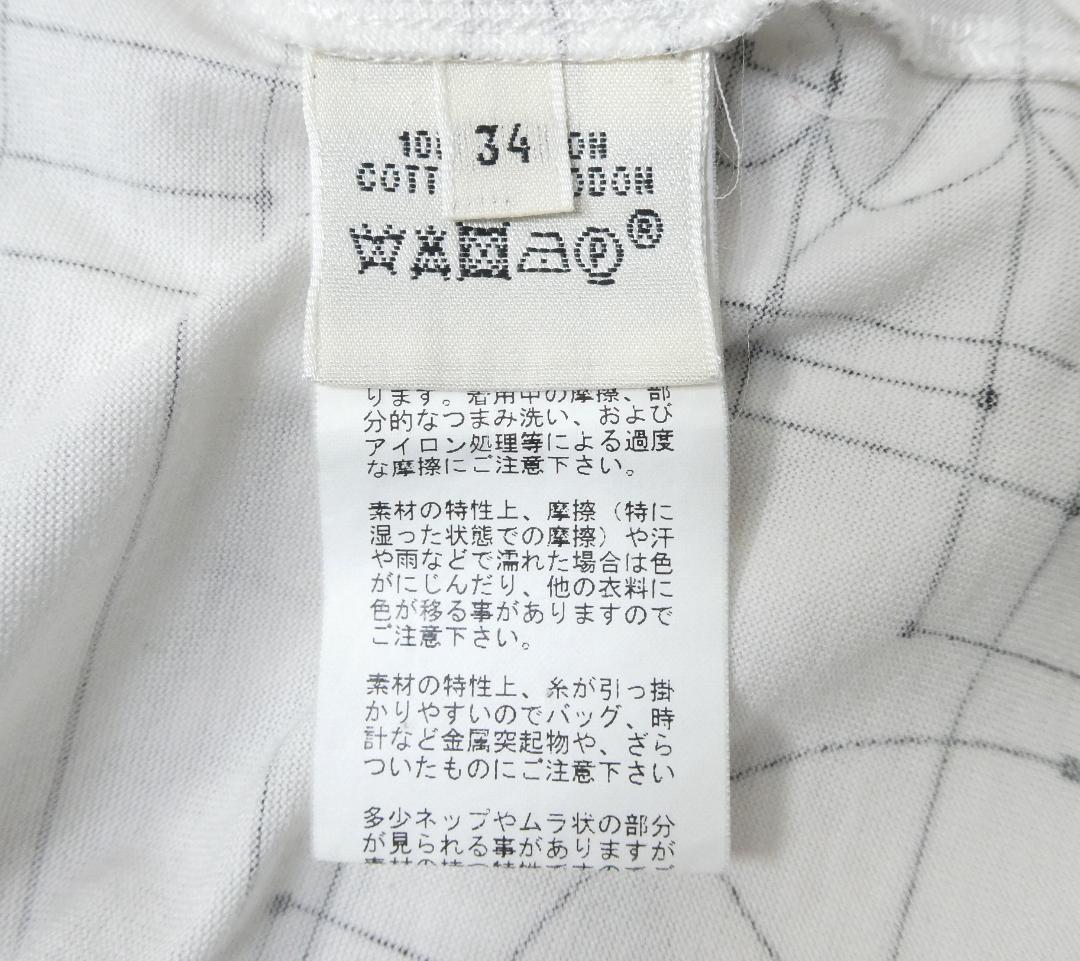 34
ります。着用中の摩擦、部
分的なつまみ洗い、および
アイロン処理等による過度
な摩擦にご注意下さい。
素材の特性上、摩擦（特に
湿った状態での摩擦）や汗
や雨などで濡れた場合は色
がにじんだり、他の衣料に
色が移る事がありますので
ご注意下さい。
素材の特性上、糸が引っ掛
かりやすいのでバッグ、時
計など金属突起物や、ざら
ついたものにご注意下さい
多少ネップやムラ状の部分
が見られる事がありますが